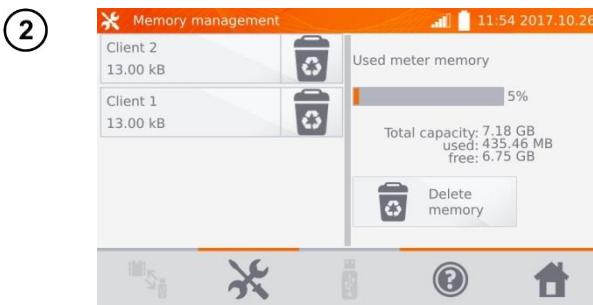 2
Memory management
11:54 2017.10.26
Client 2
13.00 kB
Client 1
13.00 kB
Used meter memory
5%
Total capacity: 7.18 GB
used: 435.46 MB
free: 6.75 GB
Delete
memory
?